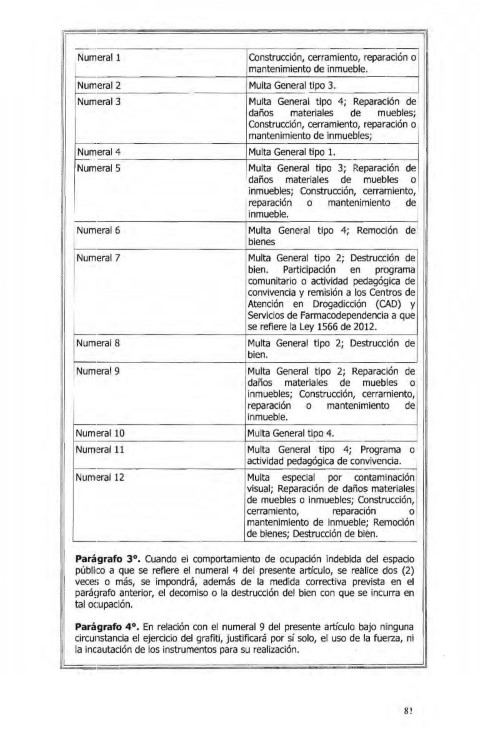 Numeral 1
Construcción, cerramiento, reparación o
mantenimiento de inmueble.
Numeral 2
Multa General tipo 3.
Numeral 3
Multa General tipo 4; Reparación de
daños materiales de muebles;
Construcción, cerramiento, reparación o
mantenimiento de inmuebles;
Numeral 4
Multa General tipo 1.
Numeral 5
Multa General tipo 3; Reparación de
daños materiales de muebles o
inmuebles; Construcción, cerramiento,
reparación o mantenimiento de
inmueble.
Numeral 6
Multa General tipo 4; Remoción de
bienes
Numeral 7
Multa General tipo 2; Destrucción de
bien. Participación en programa
comunitario o actividad pedagógica de
convivencia y remisión a los Centros de
Atención en Drogadicción (CAD) y
Servicios de Farmacodependencia a que
se refiere la Ley 1566 de 2012.
Numeral 8
Multa General tipo 2; Destrucción de
bien.
Numeral 9
Multa General tipo 2; Reparación de
daños materiales de muebles o
inmuebles; Construcción, cerramiento,
reparación o mantenimiento de
inmueble.
Numeral 10
Multa General tipo 4.
Numeral 11
Multa General tipo 4; Programa o
actividad pedagógica de convivencia.
Numeral 12
Multa especial por contaminación
visual; Reparación de daños materiales
de muebles o inmuebles; Construcción,
cerramiento, reparación o
mantenimiento de inmueble; Remoción
de bienes; Destrucción de bien.
Parágrafo 3º. Cuando el comportamiento de ocupación indebida del espacio
público a que se refiere el numeral 4 del presente artículo, se realice dos (2)
veces o más, se impondrá, además de la medida correctiva prevista en el
parágrafo anterior, el decomiso o la destrucción del bien con que se incurra en
tal ocupación.
Parágrafo 4º. En relación con el numeral 9 del presente artículo bajo ninguna
circunstancia el ejercicio del grafiti, justificará por sí solo, el uso de la fuerza, ni
la incautación de los instrumentos para su realización.
81